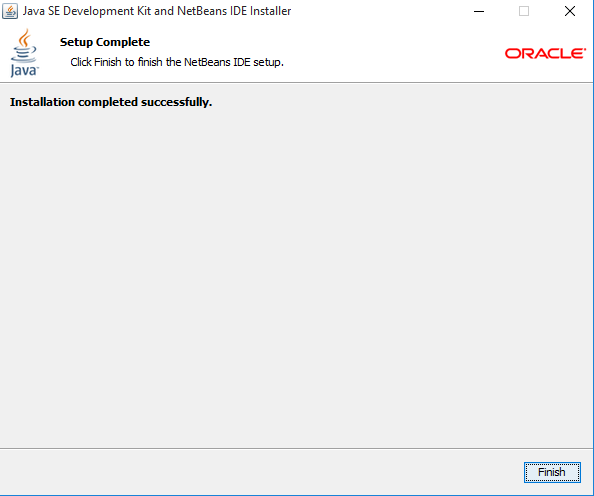 Java SE Development Kit and NetBeans IDE Installer
Setup Complete
Click Finish to finish the NetBeans IDE setup.
Java
ORACLE
Installation completed successfully.
Finish